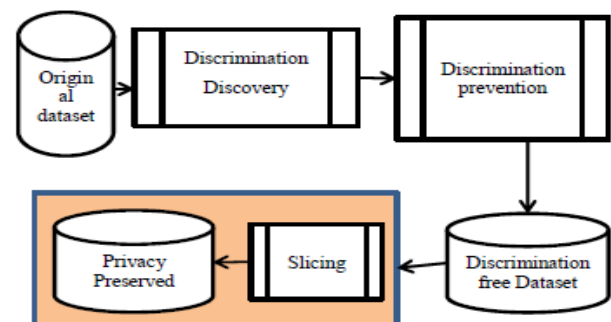 Origin
al
dataset
Discrimination
Discovery
Discrimination
prevention
Privacy
Preserved
Slicing
Discrimination
free Dataset